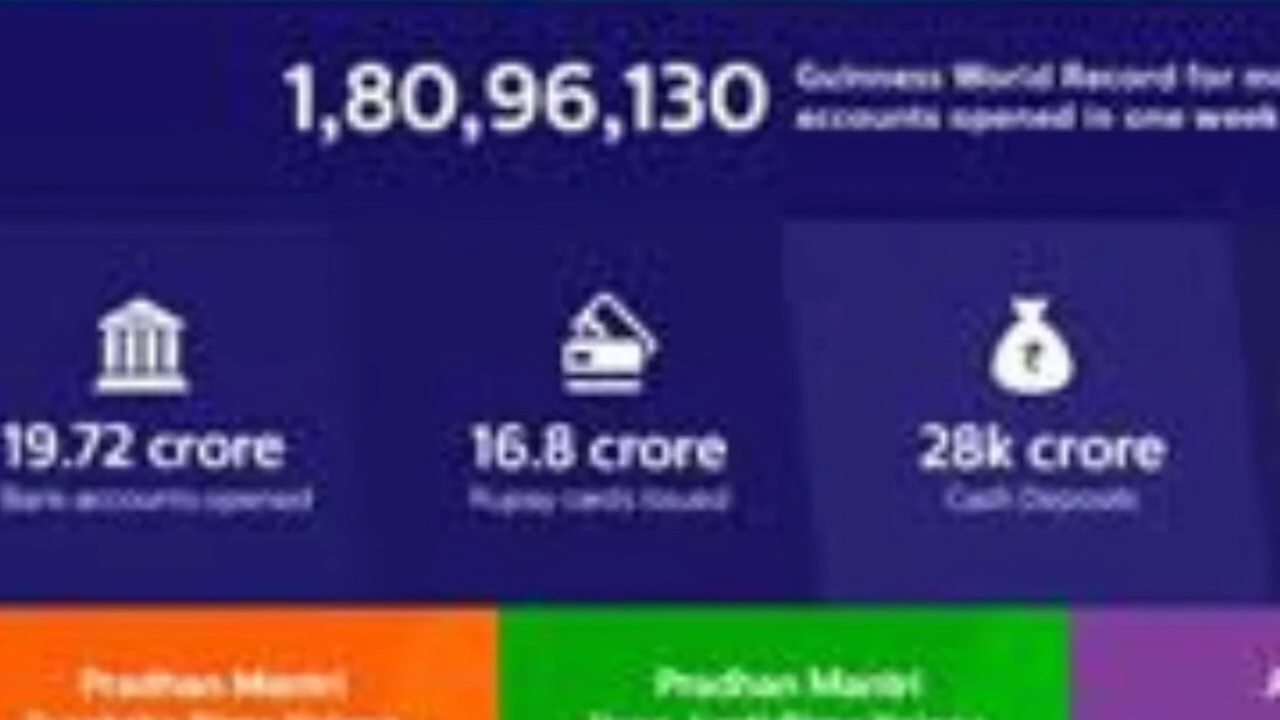 1,80,96,130
Guinness World Record for
accounts opened in one week
19.72 crore
Bank accounts opened
16.8 crore
Rupay cards issued
28k crore
Cash Deposits
Pradhan Mantri
Pradhan Mantri